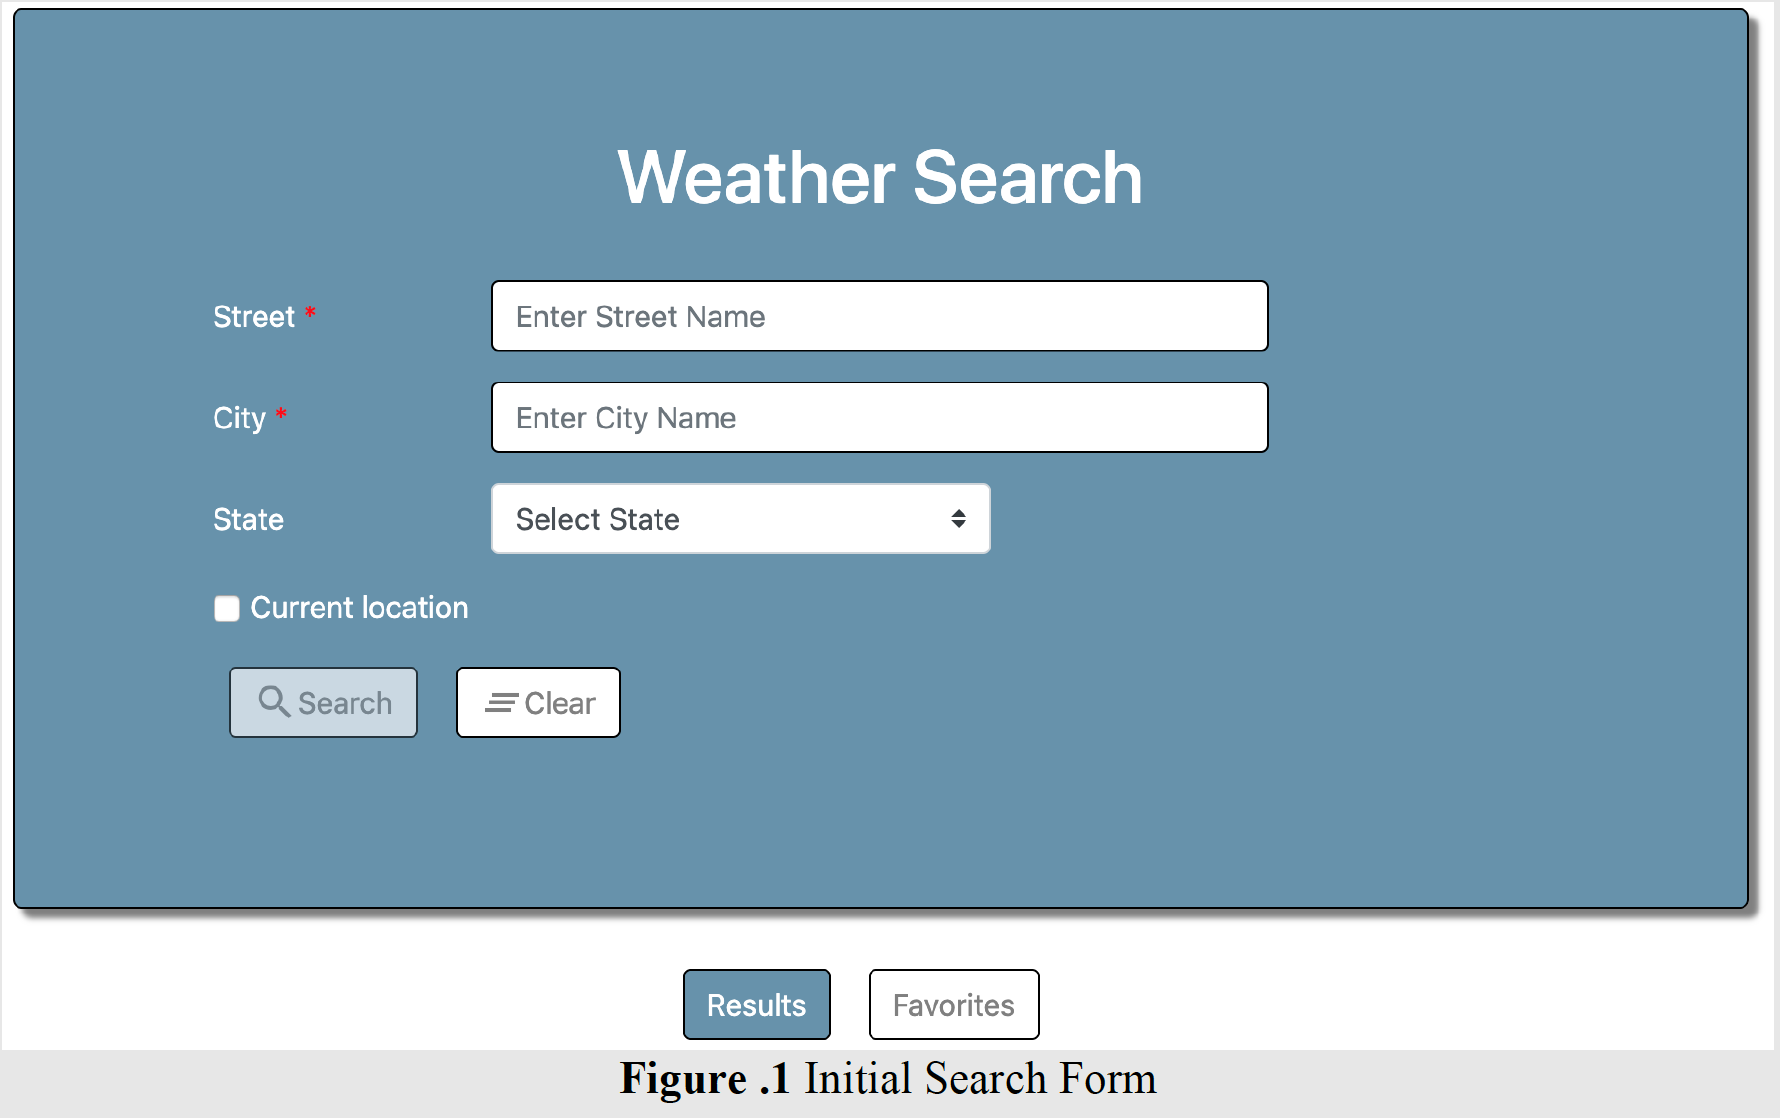 Weather Search
Street *
Enter Street Name
City *
Enter City Name
State
Select State
Current location
Search
Clear
Results
Favorites
Figure .1 Initial Search Form